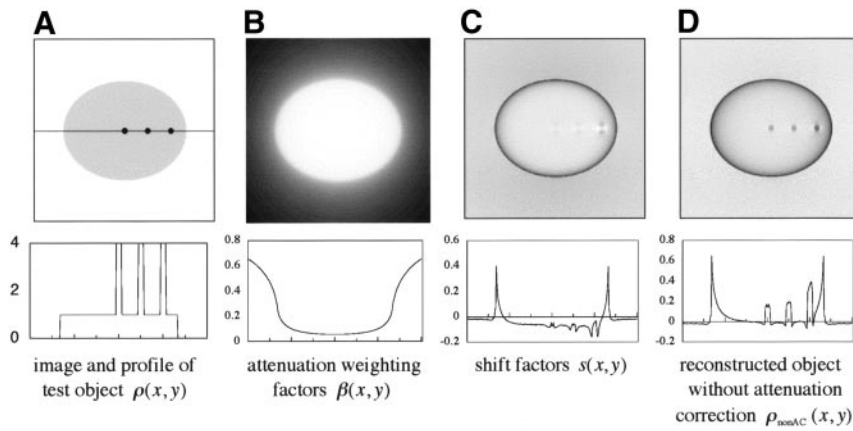 A B C D
4
2
0
0.8
0.6
0.4
0.2
0
0.6
0.4
0.2
0
-0.2
0.8
0.6
0.4
0.2
0
-0.2
image and profile of
test object ρ(x, y)
attenuation weighting
factors β(x, y)
shift factors s(x, y)
reconstructed object
without attenuation
correction ρnonAC (x, y)